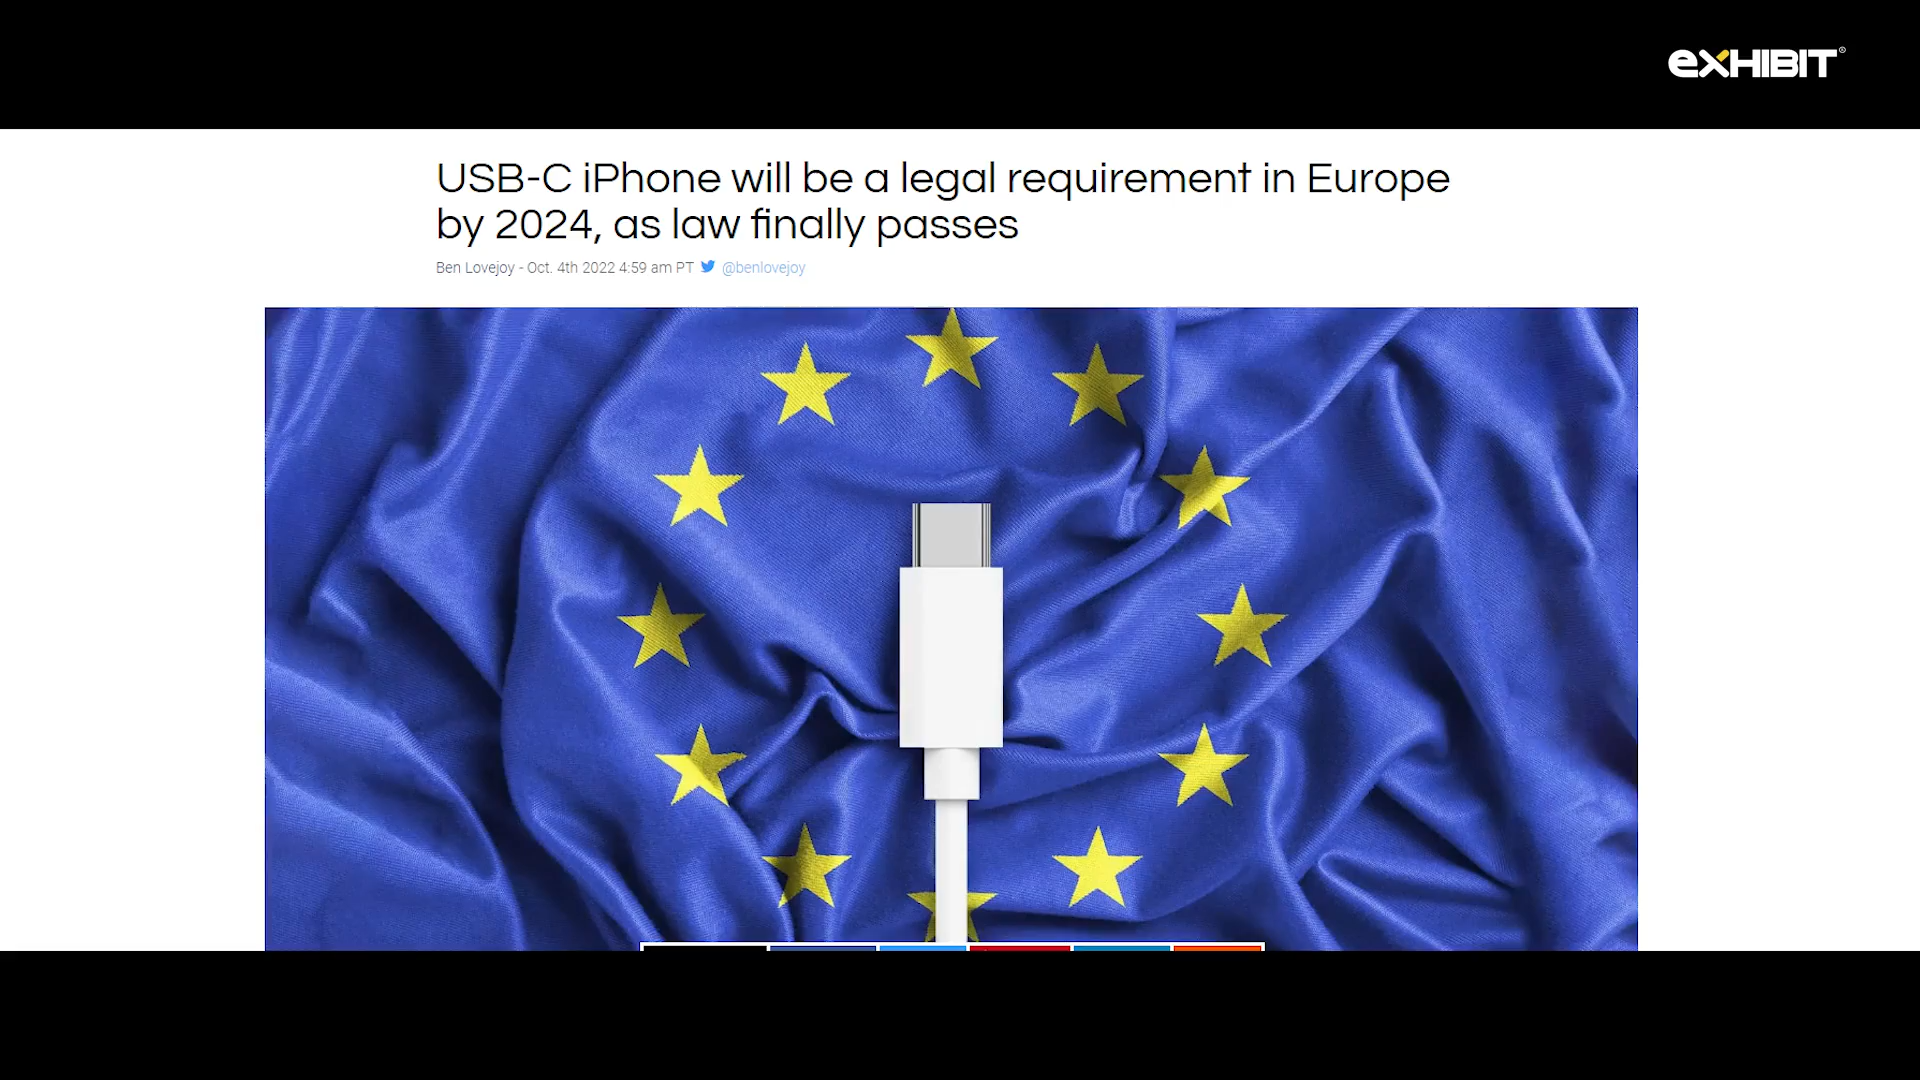 eXHIBIT®
USB-C iPhone will be a legal requirement in Europe
by 2024, as law finally passes
Ben Lovejoy - Oct. 4th 2022 4:59 am PT @benlovejoy